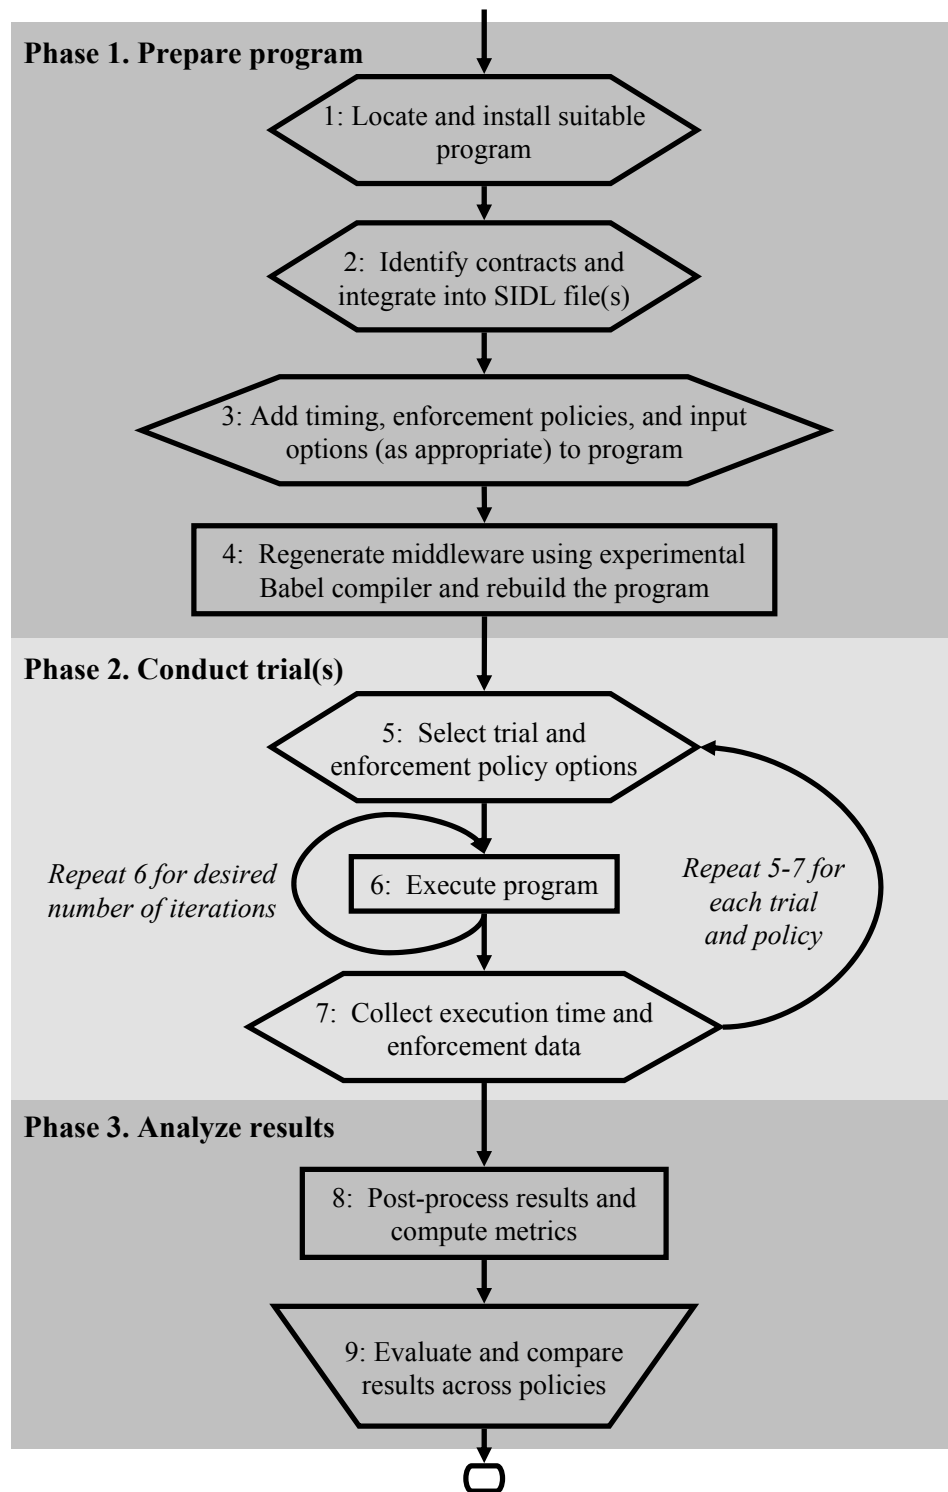 Phase 1. Prepare program
1: Locate and install suitable
program
2: Identify contracts and
integrate into SIDL file(s)
3: Add timing, enforcement policies, and input
options (as appropriate) to program
4: Regenerate middleware using experimental
Babel compiler and rebuild the program
Phase 2. Conduct trial(s)
5: Select trial and
enforcement policy options
Repeat 6 for desired
number of iterations
6: Execute program
Repeat 5-7 for
each trial
and policy
7: Collect execution time and
enforcement data
Phase 3. Analyze results
8: Post-process results and
compute metrics
9: Evaluate and compare
results across policies